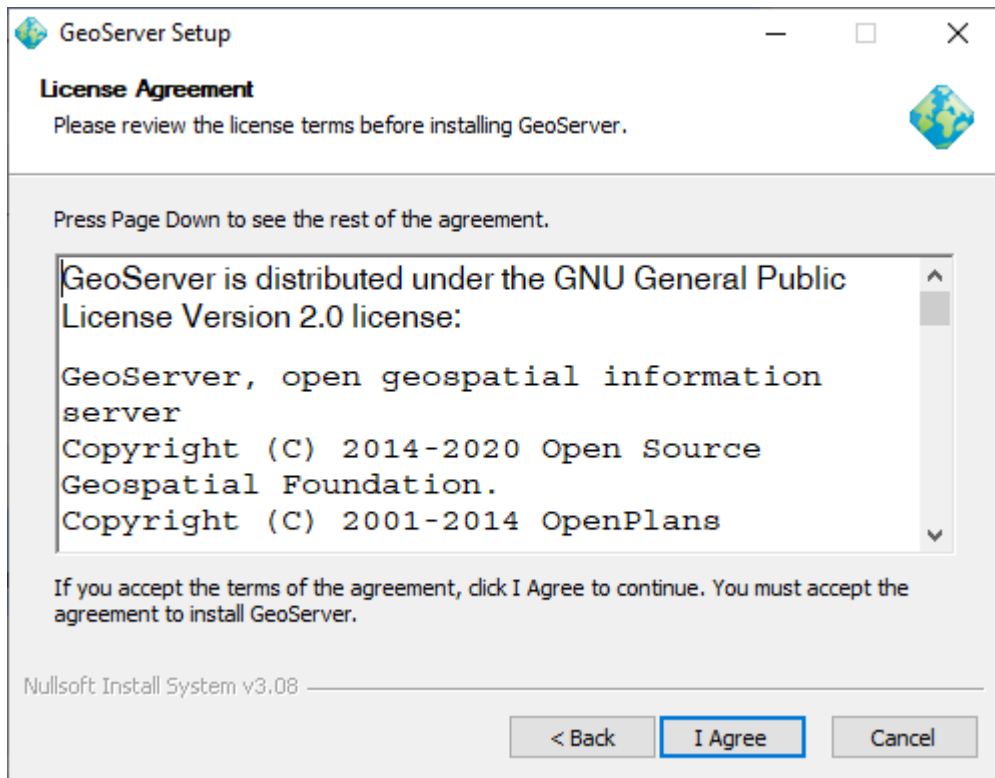 GeoServer Setup
License Agreement
Please review the license terms before installing GeoServer.
Press Page Down to see the rest of the agreement.
GeoServer is distributed under the GNU General Public
License Version 2.0 license:
GeoServer, open geospatial information
server
Copyright (C) 2014-2020 Open Source
Geospatial Foundation.
Copyright (C) 2001-2014 OpenPlans
If you accept the terms of the agreement, click I Agree to continue. You must accept the
agreement to install GeoServer.
Nullsoft Install System v3.08
< Back
I Agree
Cancel